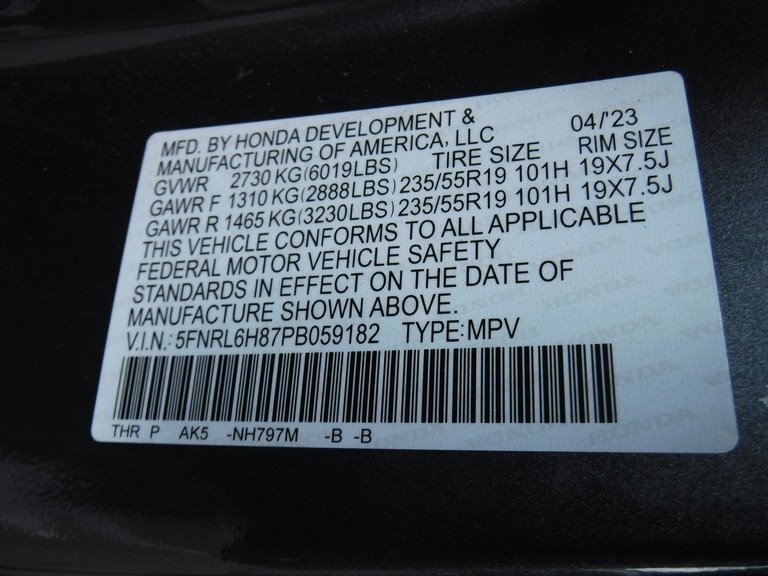 MFD. BY HONDA DEVELOPMENT &
MANUFACTURING OF AMERICA, LLC 04/'23
GVWR 2730 KG(6019LBS) TIRE SIZE RIM SIZE
GAWR F 1310 KG(2888LBS) 235/55R19 101H 19X7.5J
GAWR R 1465 KG(3230LBS) 235/55R19 101H 19X7.5J
THIS VEHICLE CONFORMS TO ALL APPLICABLE
FEDERAL MOTOR VEHICLE SAFETY
STANDARDS IN EFFECT ON THE DATE OF
MANUFACTURE SHOWN ABOVE.
V.I.N.: 5FNRL6H87PB059182 TYPE:MPV
THR P AK5 -NH797M -B -B